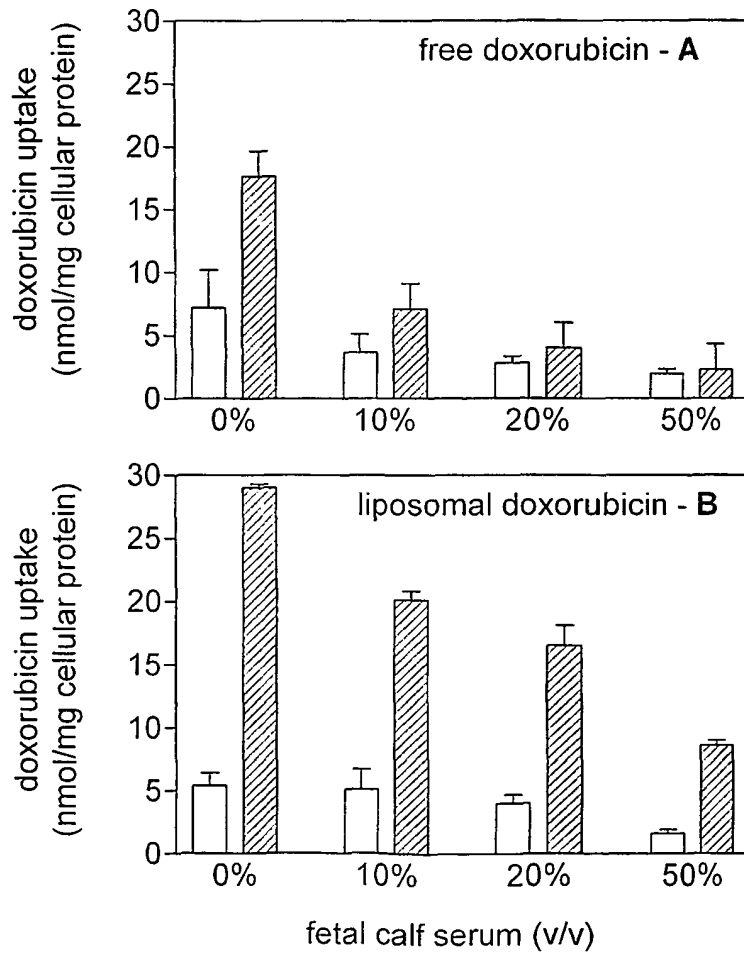 free doxorubicin - A
doxorubicin uptake
(nmol/mg cellular protein)
30
25
20
15
10
5
0
0% 10% 20% 50%
liposomal doxorubicin - B
doxorubicin uptake
(nmol/mg cellular protein)
30
25
20
15
10
5
0
0% 10% 20% 50%
fetal calf serum (v/v)